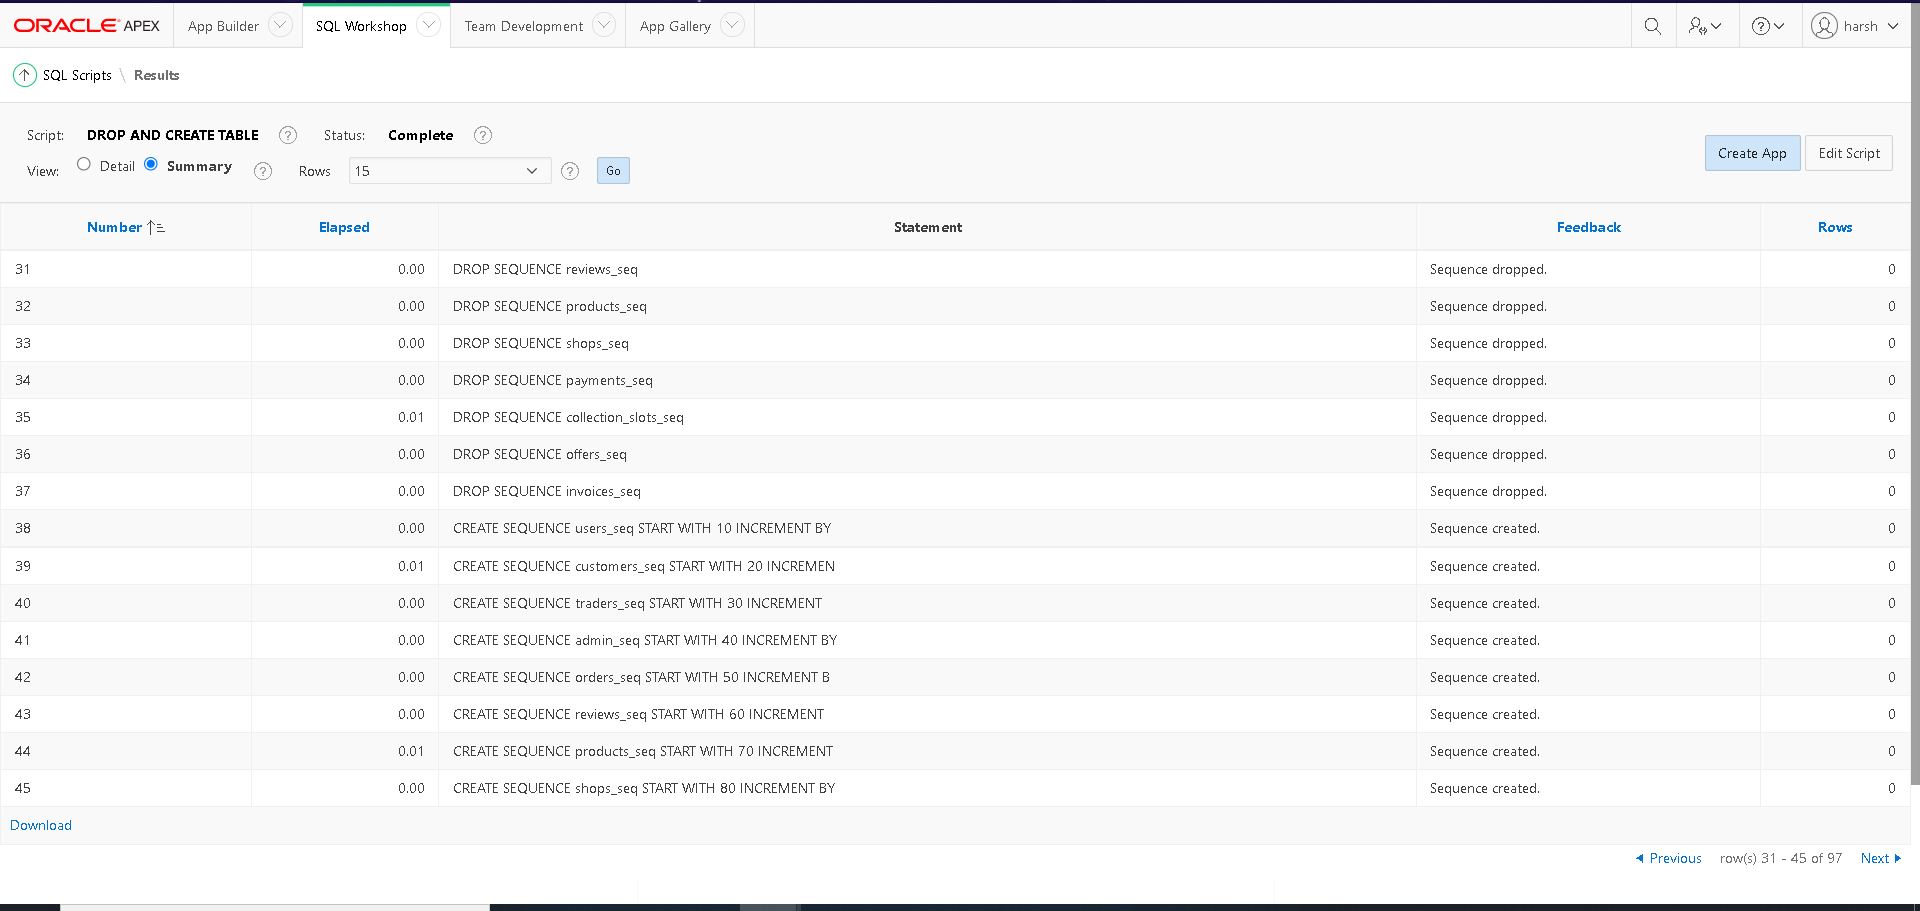 ORACLE APEX App Builder SQL Workshop Team Development App Gallery harsh
SQL Scripts \ Results
Script: DROP AND CREATE TABLE ? Status: Complete ?
View: Detail Summary ? Rows 15 ? Go Create App Edit Script
Number Elapsed Statement Feedback Rows
31 0.00 DROP SEQUENCE reviews_seq Sequence dropped. 0
32 0.00 DROP SEQUENCE products_seq Sequence dropped. 0
33 0.00 DROP SEQUENCE shops_seq Sequence dropped. 0
34 0.00 DROP SEQUENCE payments_seq Sequence dropped. 0
35 0.01 DROP SEQUENCE collection_slots_seq Sequence dropped. 0
36 0.00 DROP SEQUENCE offers_seq Sequence dropped. 0
37 0.00 DROP SEQUENCE invoices_seq Sequence dropped. 0
38 0.00 CREATE SEQUENCE users_seq START WITH 10 INCREMENT BY Sequence created. 0
39 0.01 CREATE SEQUENCE customers_seq START WITH 20 INCREMEN Sequence created. 0
40 0.00 CREATE SEQUENCE traders_seq START WITH 30 INCREMENT Sequence created. 0
41 0.00 CREATE SEQUENCE admin_seq START WITH 40 INCREMENT BY Sequence created. 0
42 0.00 CREATE SEQUENCE orders_seq START WITH 50 INCREMENT B Sequence created. 0
43 0.00 CREATE SEQUENCE reviews_seq START WITH 60 INCREMENT Sequence created. 0
44 0.01 CREATE SEQUENCE products_seq START WITH 70 INCREMENT Sequence created. 0
45 0.00 CREATE SEQUENCE shops_seq START WITH 80 INCREMENT BY Sequence created. 0
Download
Previous row(s) 31 - 45 of 97 Next